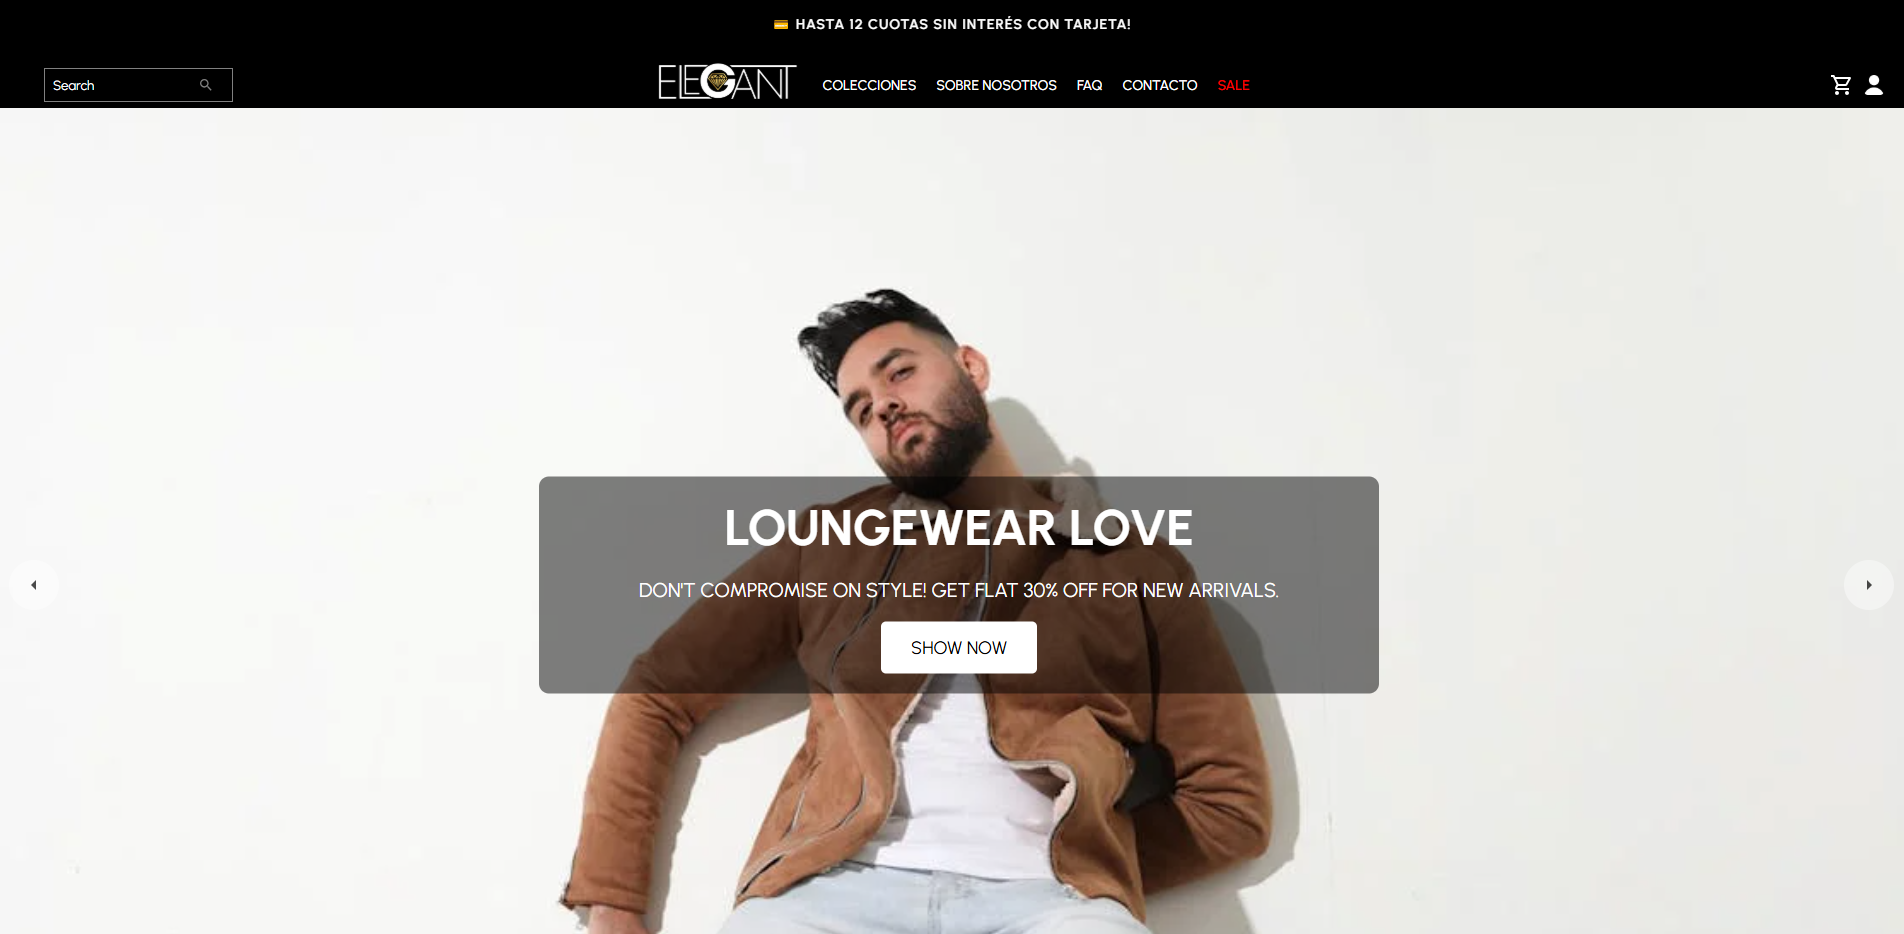 💳 HASTA 12 CUOTAS SIN INTERÉS CON TARJETA!
Search
ELEGANT
COLECCIONES SOBRE NOSOTROS FAQ CONTACTO SALE
LOUNGEWEAR LOVE
DON'T COMPROMISE ON STYLE! GET FLAT 30% OFF FOR NEW ARRIVALS.
SHOW NOW